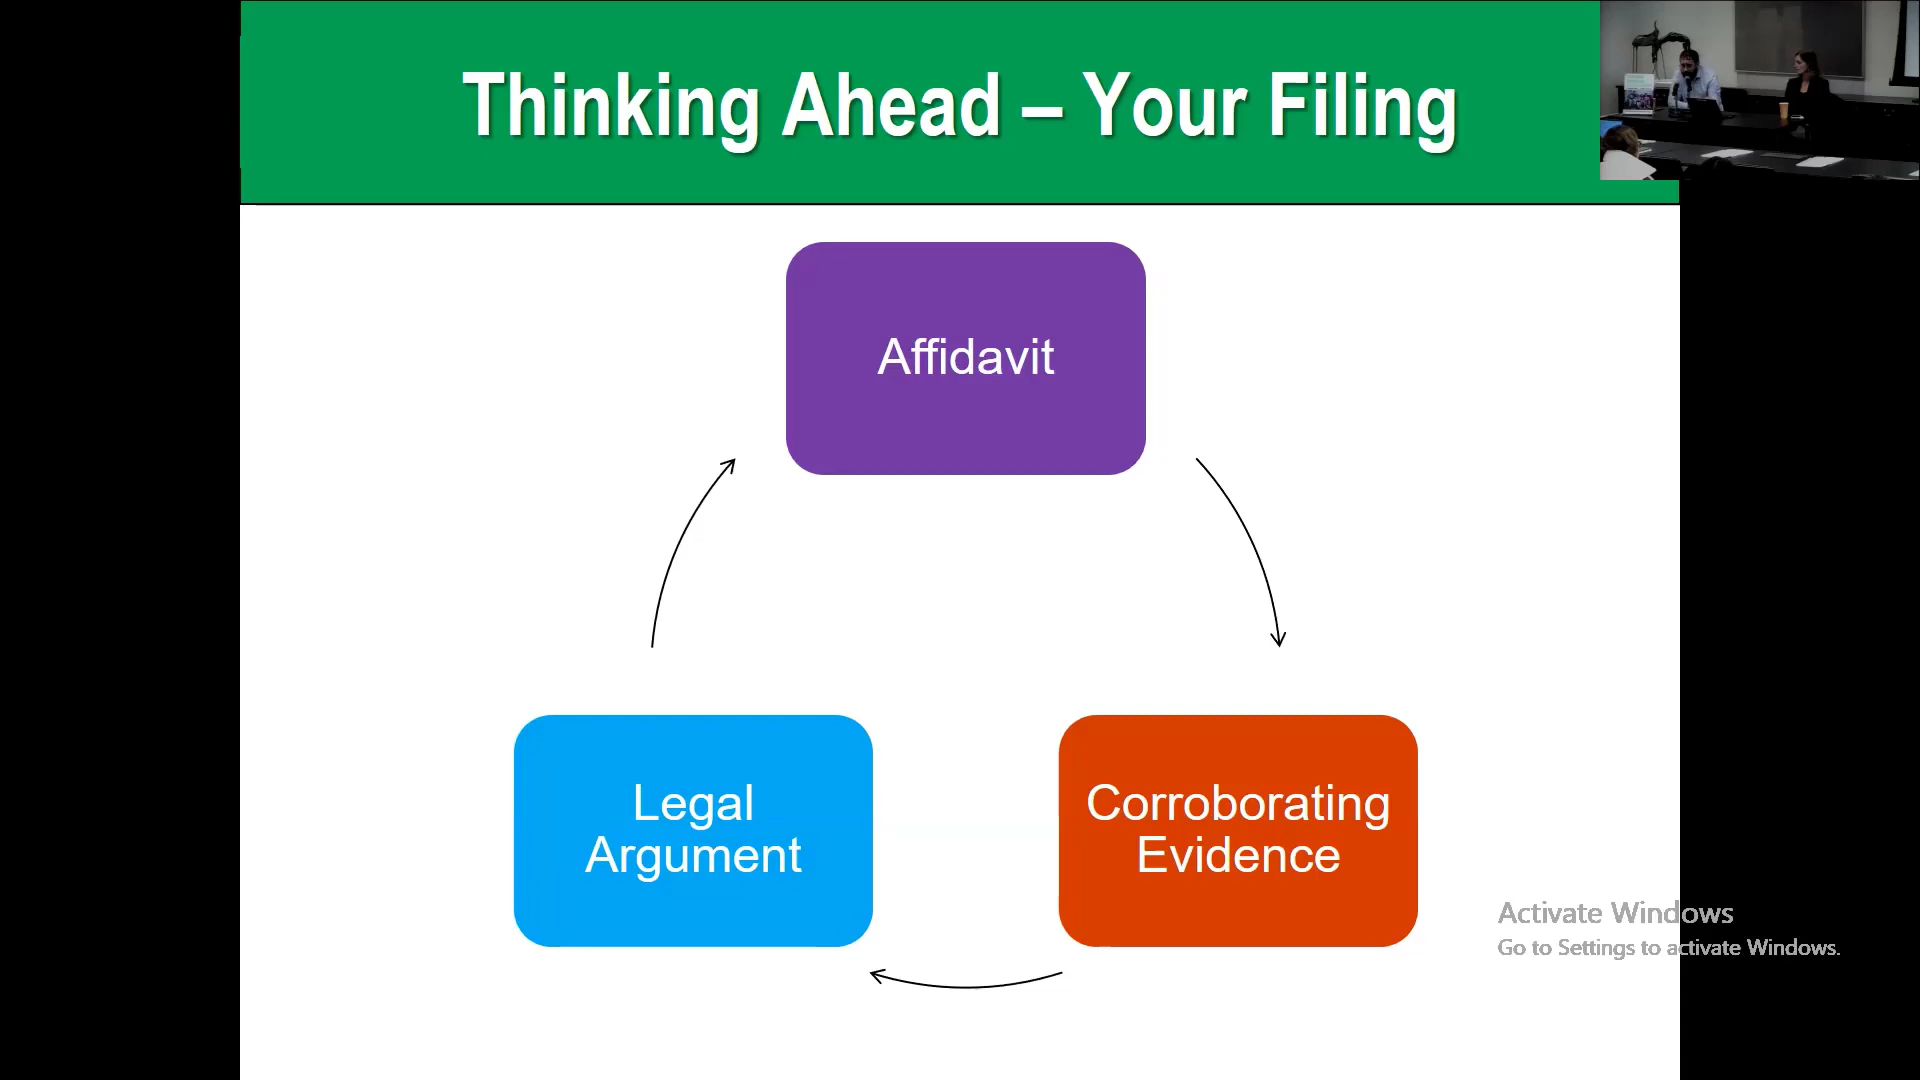 Thinking Ahead – Your Filing
Affidavit
Legal
Argument
Corroborating
Evidence
Activate Windows
Go to Settings to activate Windows.